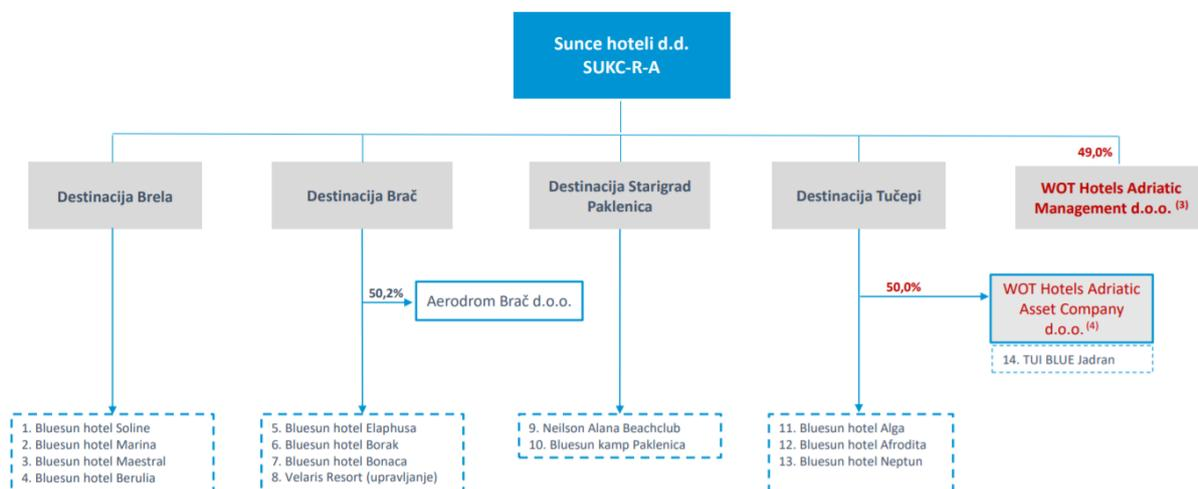 Sunce hoteli d.d.
SUKC-R-A
49,0%
Destinacija Brela
Destinacija Brač
Destinacija Starigrad
Paklenica
Destinacija Tučepi
WOT Hotels Adriatic
Management d.o.o. (3)
50,2%
Aerodrom Brač d.o.o.
50,0%
WOT Hotels Adriatic
Asset Company
d.o.o. (4)
14. TUI BLUE Jadran
1. Bluesun hotel Soline
2. Bluesun hotel Marina
3. Bluesun hotel Maestral
4. Bluesun hotel Berulia
5. Bluesun hotel Elaphusa
6. Bluesun hotel Borak
7. Bluesun hotel Bonaca
8. Velaris Resort (upravljanje)
9. Neilson Alana Beachclub
10. Bluesun kamp Paklenica
11. Bluesun hotel Alga
12. Bluesun hotel Afrodita
13. Bluesun hotel Neptun